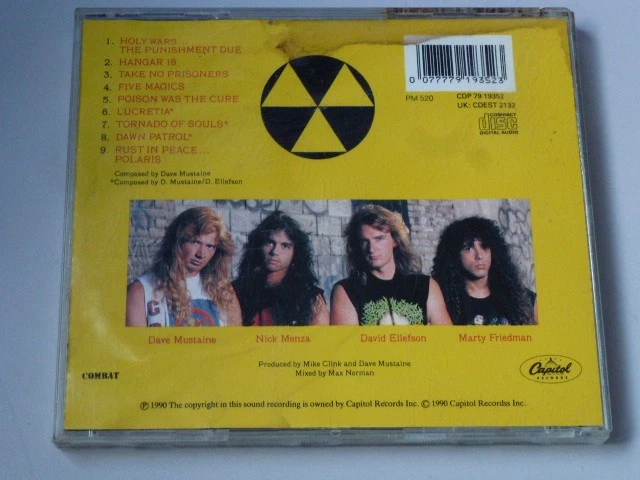 1. HOLY WARS...
THE PUNISHMENT DUE
2. HANGAR 18
3. TAKE NO PRISONERS
4. FIVE MAGICS
5. POISON WAS THE CURE
6. LUCRETIA*
7. TORNADO OF SOULS*
8. DAWN PATROL*
9. RUST IN PEACE...
POLARIS
Composed by Dave Mustaine
*Composed by D. Mustaine/D. Ellefson
0 077779 193523
PM 520
CDP 79 19352
UK: CDEST 2132
COMPACT
disc
DIGITAL AUDIO
Dave Mustaine Nick Menza David Ellefson Marty Friedman
Produced by Mike Clink and Dave Mustaine
Mixed by Max Norman
COMBAT
Capitol
RECORDS
℗ 1990 The copyright in this sound recording is owned by Capitol Records Inc. © 1990 Capitol Recordss Inc.